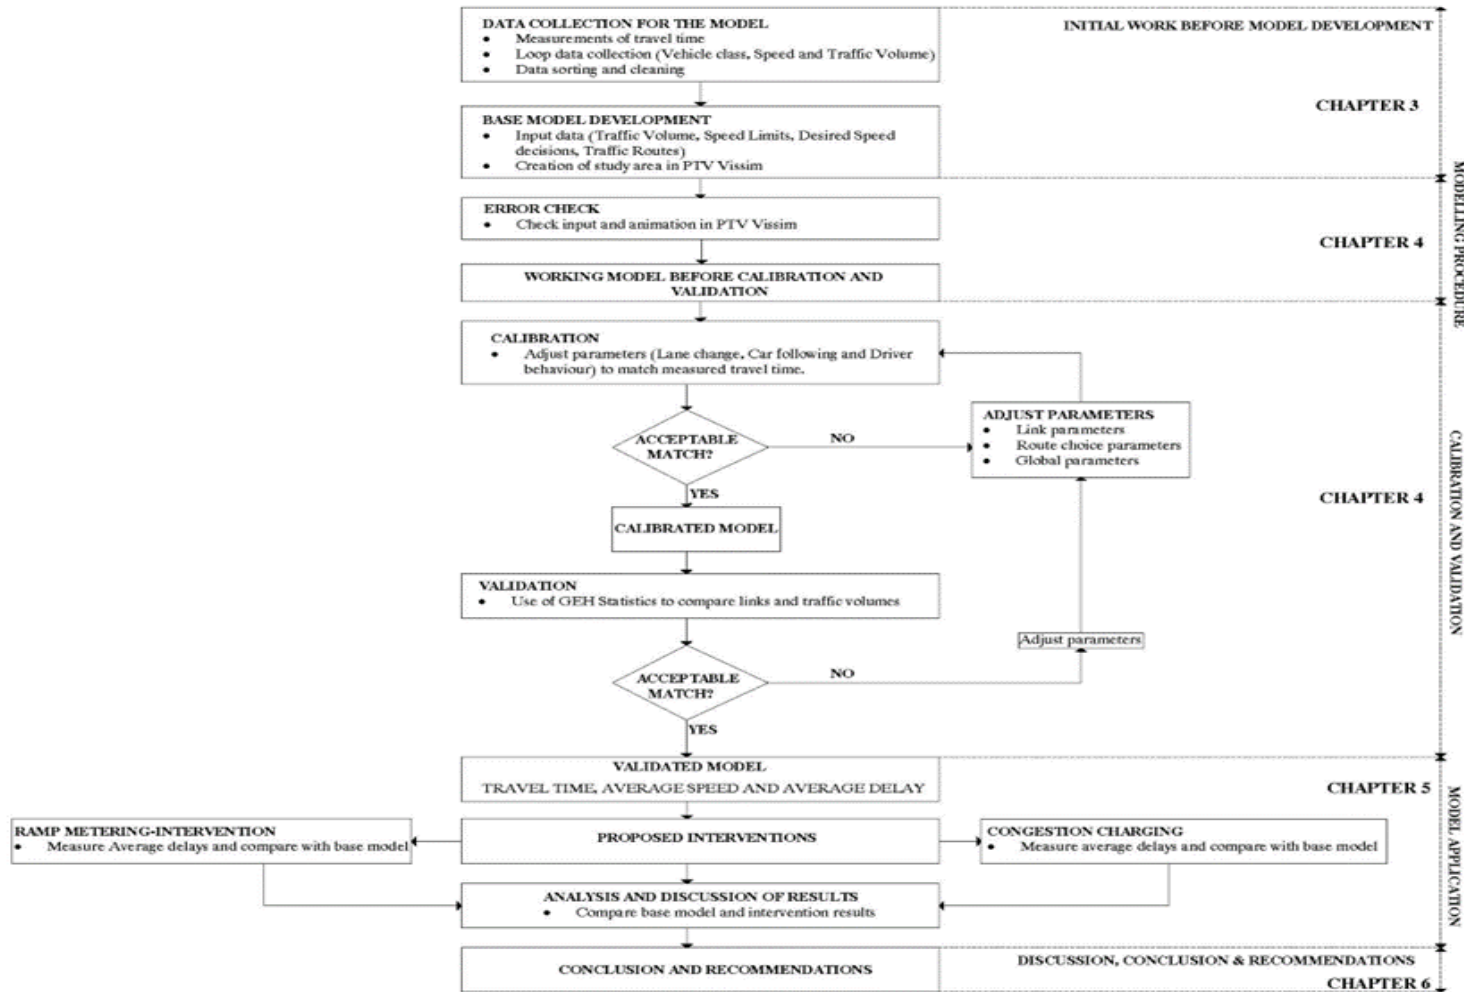 DATA COLLECTION FOR THE MODEL
• Measurements of travel time
• Loop data collection (Vehicle class, Speed and Traffic Volume)
• Data sorting and cleaning
INITIAL WORK BEFORE MODEL DEVELOPMENT
CHAPTER 3
BASE MODEL DEVELOPMENT
• Input data (Traffic Volume, Speed Limits, Desired Speed
decisions, Traffic Routes)
• Creation of study area in PTV Vissim
MODELLING PROCEDURE
ERROR CHECK
• Check input and animation in PTV Vissim
CHAPTER 4
WORKING MODEL BEFORE CALIBRATION AND
VALIDATION
CALIBRATION
• Adjust parameters (Lane change, Car following and Driver
behaviour) to match measured travel time.
ADJUST PARAMETERS
• Link parameters
• Route choice parameters
• Global parameters
ACCEPTABLE
MATCH?
NO
YES
CHAPTER 4
CALIBRATION AND VALIDATION
CALIBRATED MODEL
VALIDATION
• Use of GEH Statistics to compare links and traffic volumes
Adjust parameters
ACCEPTABLE
MATCH?
NO
YES
VALIDATED MODEL
TRAVEL TIME, AVERAGE SPEED AND AVERAGE DELAY
CHAPTER 5
MODEL APPLICATION
RAMP METERING-INTERVENTION
• Measure Average delays and compare with base model
PROPOSED INTERVENTIONS
CONGESTION CHARGING
• Measure average delays and compare with base model
ANALYSIS AND DISCUSSION OF RESULTS
• Compare base model and intervention results
CONCLUSION AND RECOMMENDATIONS
DISCUSSION, CONCLUSION & RECOMMENDATIONS
CHAPTER 6